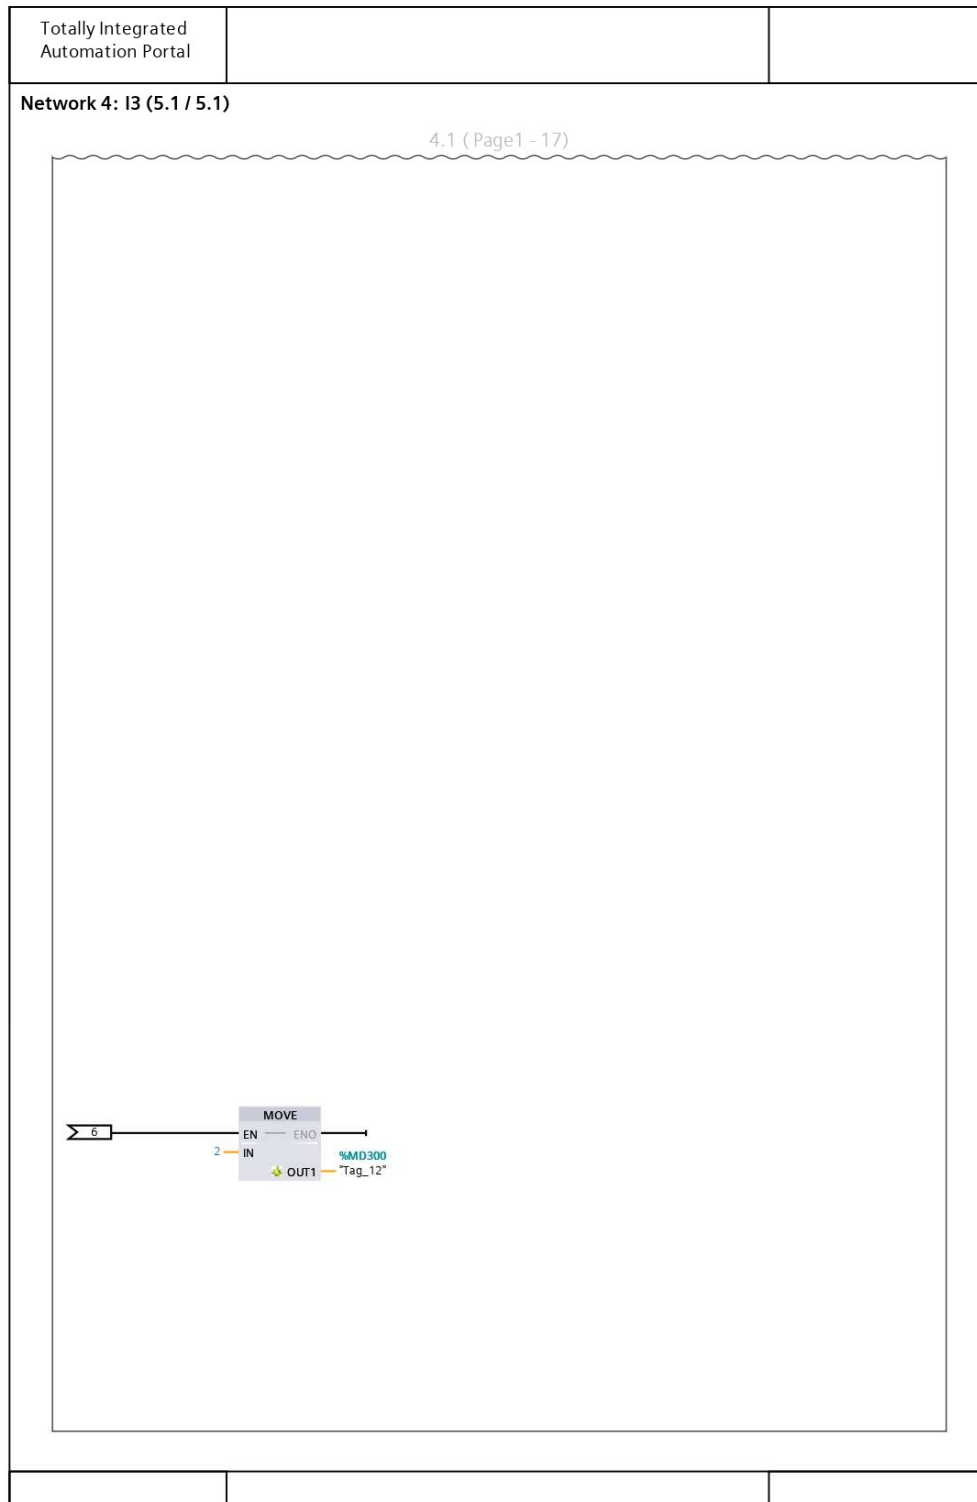 Totally Integrated
Automation Portal
Network 4: I3 (5.1 / 5.1)
4.1 ( Page1 - 17)
6
MOVE
EN
ENO
2
IN
%MD300
OUT1
"Tag_12"